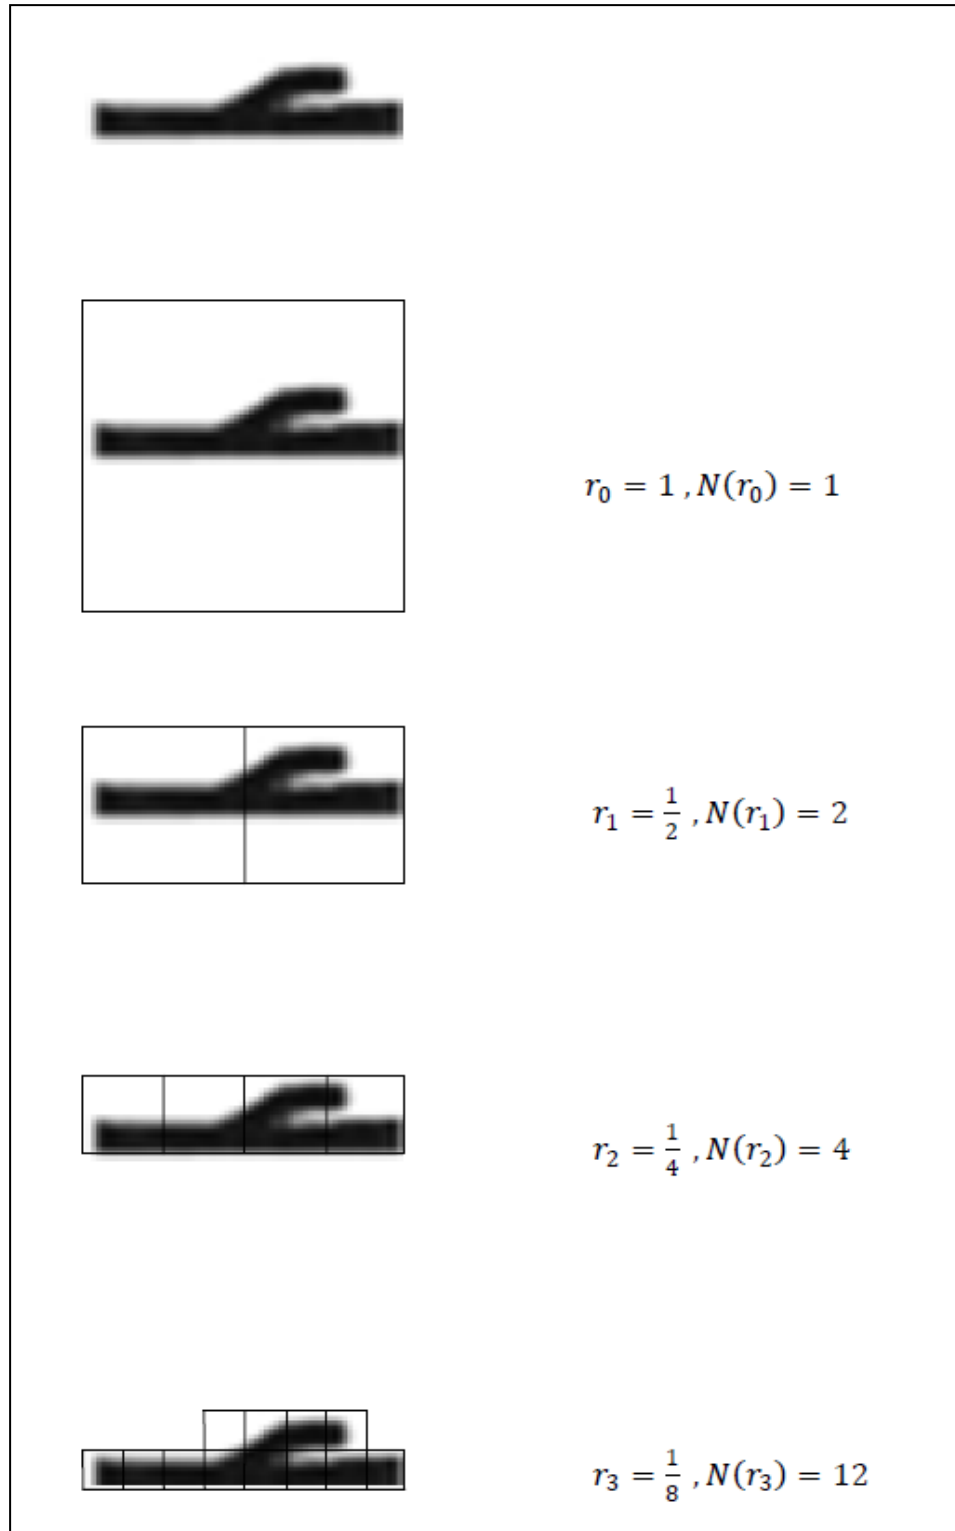 r₀ = 1 , N(r₀) = 1
r₁ = 1/2 , N(r₁) = 2
r₂ = 1/4 , N(r₂) = 4
r₃ = 1/8 , N(r₃) = 12